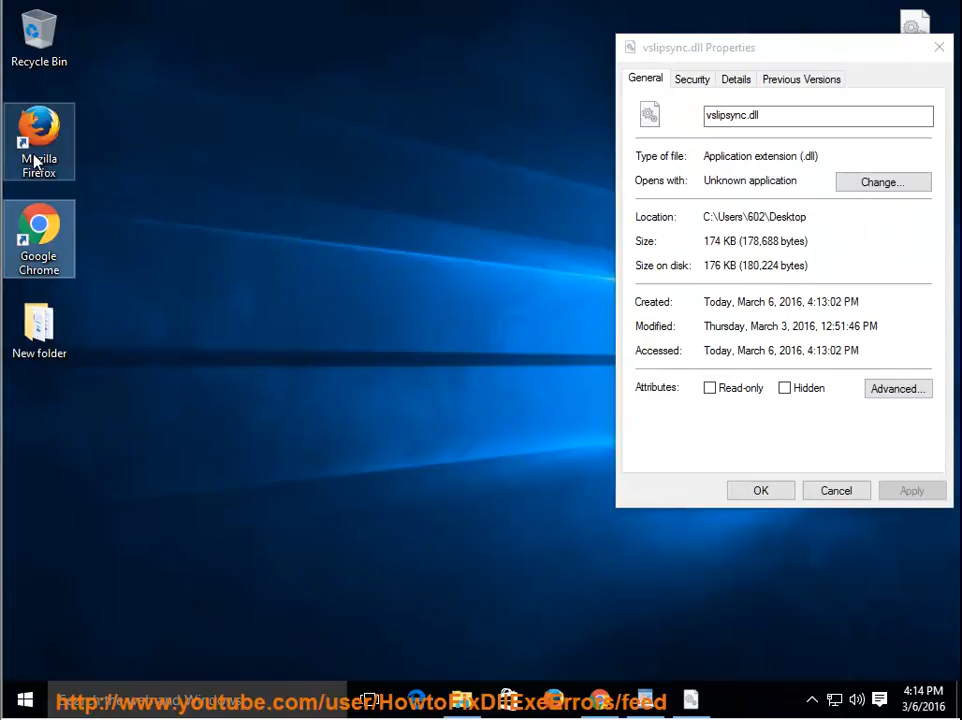 Recycle Bin
Mozilla
Firefox
Google
Chrome
New folder
vslipsync.dll Properties
General
Security
Details
Previous Versions
vslipsync.dll
Type of file:
Application extension (.dll)
Opens with:
Unknown application
Change...
Location:
C:\Users\602\Desktop
Size:
174 KB (178,688 bytes)
Size on disk:
176 KB (180,224 bytes)
Created:
Today, March 6, 2016, 4:13:02 PM
Modified:
Thursday, March 3, 2016, 12:51:46 PM
Accessed:
Today, March 6, 2016, 4:13:02 PM
Attributes:
Read-only
Hidden
Advanced...
OK
Cancel
Apply
Search the web and Windows
http://www.youtube.com/user/HowtoFixDllExeErrors/feed
4:14 PM
3/6/2016